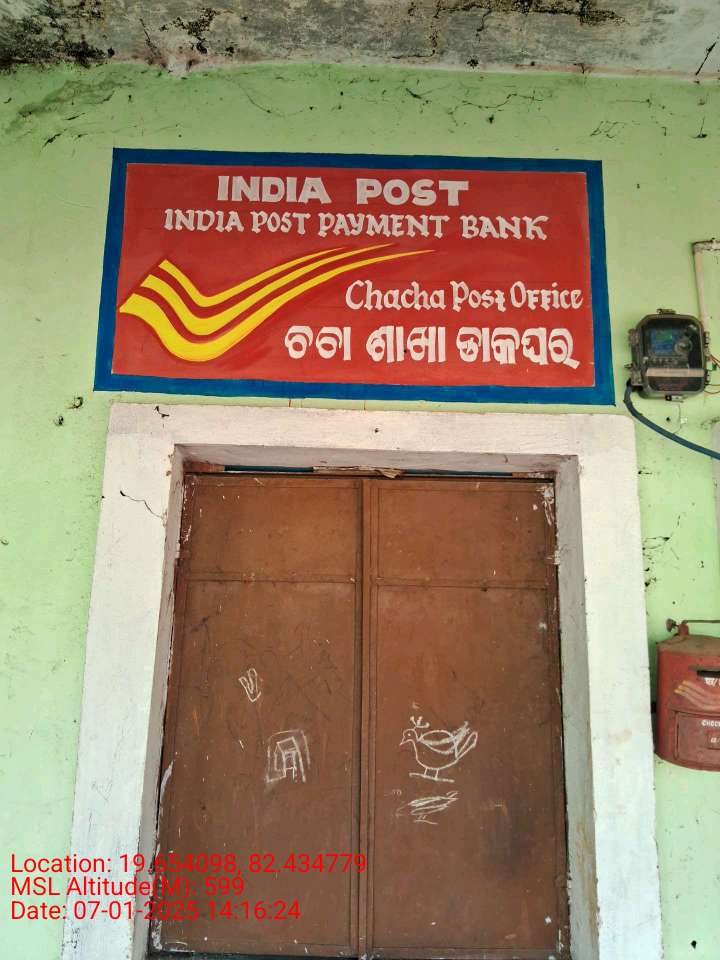 INDIA POST
INDIA POST PAYMENT BANK
Chacha Post Office
ଚଚା ଶାଖା ଡାକଘର
Location: 19.654098, 82.434779
MSL Altitude(M): 599
Date: 07-01-2025 14:16:24